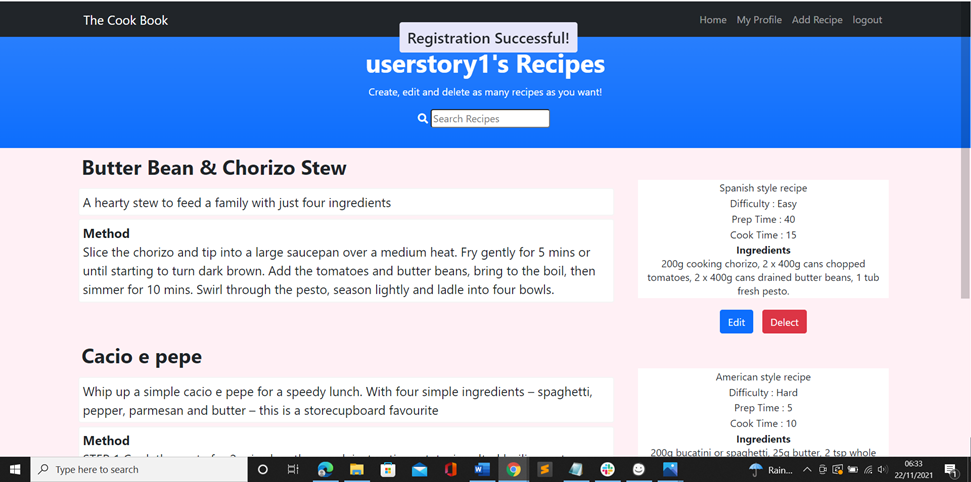 The Cook Book
Home My Profile Add Recipe logout
Registration Successful!
userstory1's Recipes
Create, edit and delete as many recipes as you want!
Search Recipes
Butter Bean & Chorizo Stew
A hearty stew to feed a family with just four ingredients
Method
Slice the chorizo and tip into a large saucepan over a medium heat. Fry gently for 5 mins or
until starting to turn dark brown. Add the tomatoes and butter beans, bring to the boil, then
simmer for 10 mins. Swirl through the pesto, season lightly and ladle into four bowls.
Spanish style recipe
Difficulty : Easy
Prep Time : 40
Cook Time : 15
Ingredients
200g cooking chorizo, 2 x 400g cans chopped
tomatoes, 2 x 400g cans drained butter beans, 1 tub
fresh pesto.
Edit Delect
Cacio e pepe
Whip up a simple cacio e pepe for a speedy lunch. With four simple ingredients – spaghetti,
pepper, parmesan and butter – this is a storecupboard favourite
Method
American style recipe
Difficulty : Hard
Prep Time : 5
Cook Time : 10
Ingredients
200g bucatini or spaghetti, 25g butter, 2 tsp whole
Type here to search
Rain...
06:33
22/11/2021
1